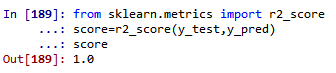 In [189]: from sklearn.metrics import r2_score
...: score=r2_score(y_test,y_pred)
...: score
Out[189]: 1.0